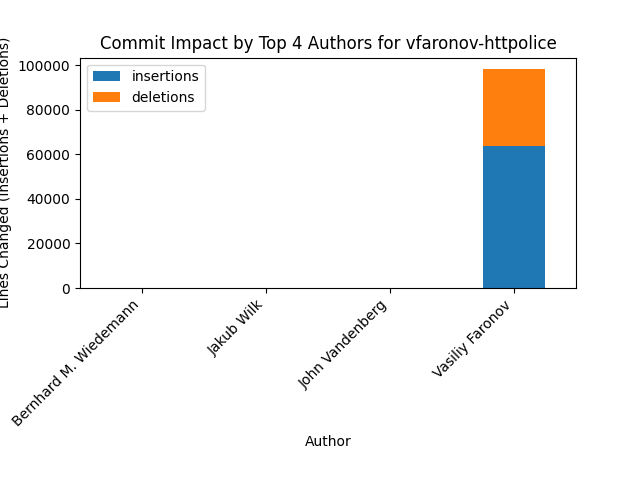 Commit Impact by Top 4 Authors for vfaronov-httpolice
Lines Changed (Insertions + Deletions)
100000
80000
60000
40000
20000
0
insertions
deletions
Bernhard M. Wiedemann
Jakub Wilk
John Vandenberg
Vasiliy Faronov
Author